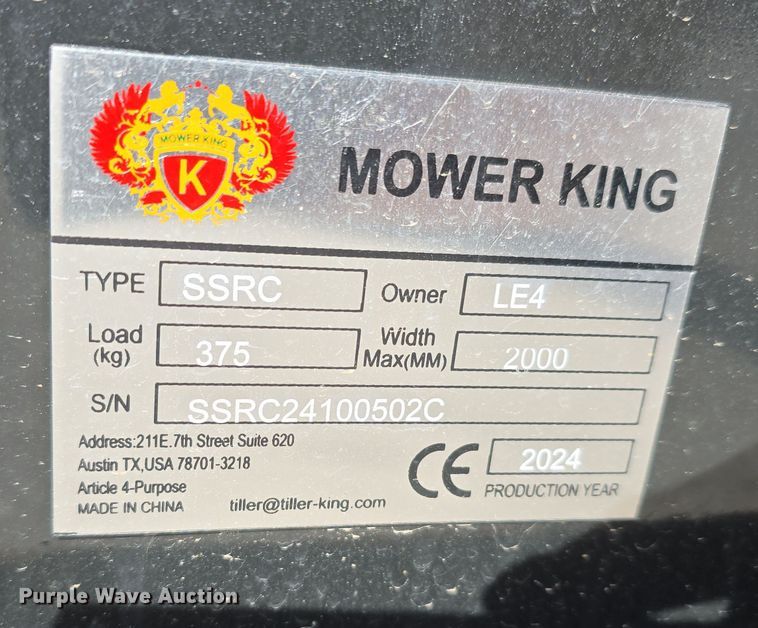 MOWER KING
K
MOWER KING
TYPE SSRC Owner LE4
Load (kg) 375 Width Max(MM) 2000
S/N SSRC24100502C
Address:211E.7th Street Suite 620
Austin TX,USA 78701-3218
Article 4-Purpose
MADE IN CHINA tiller@tiller-king.com
CE 2024
PRODUCTION YEAR
Purple Wave Auction